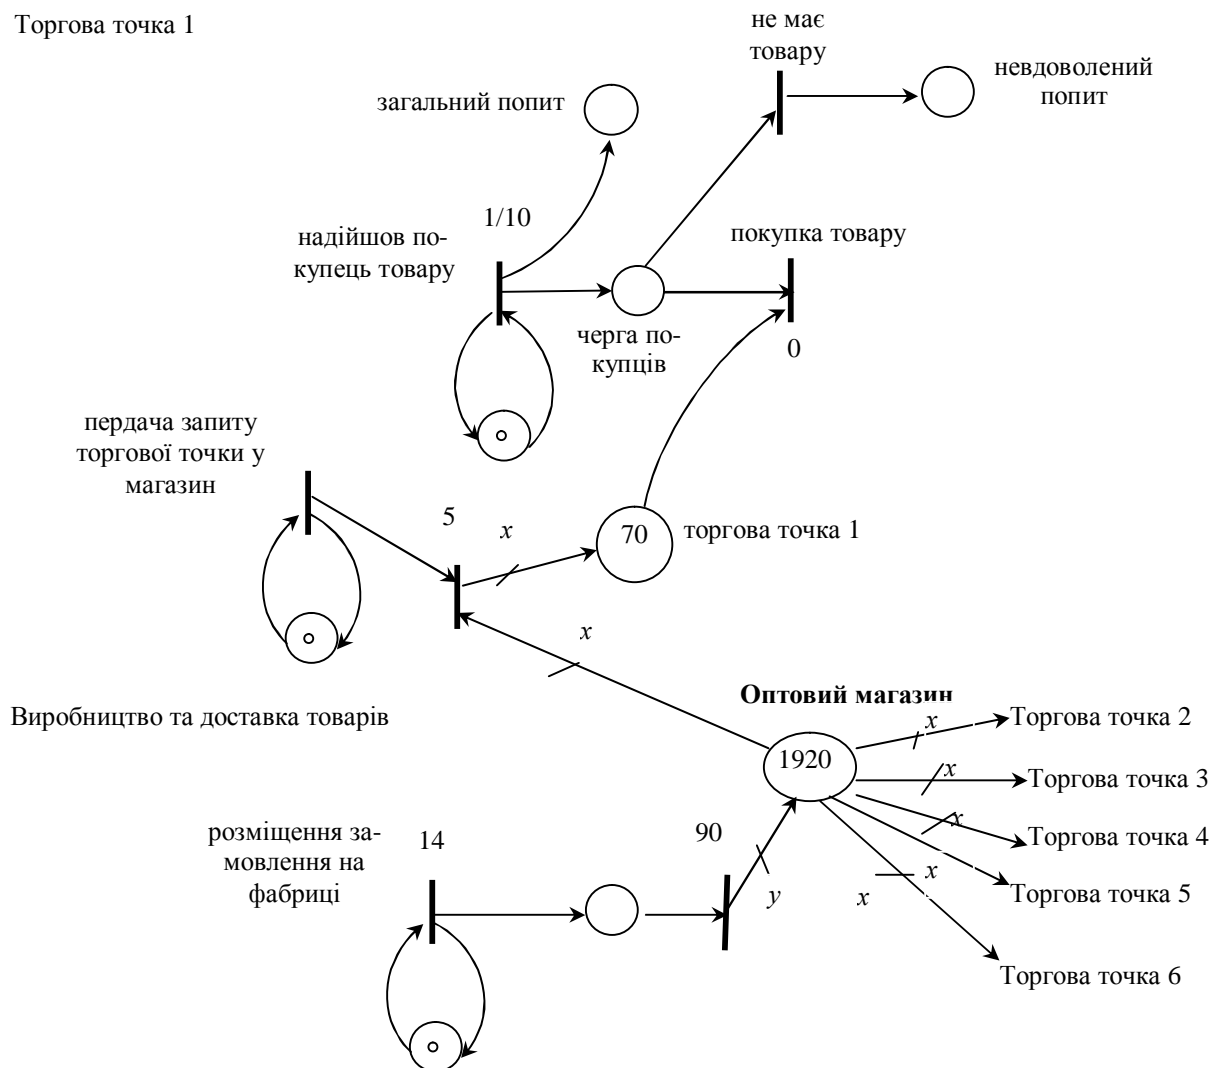 Торгова точка 1
не має
товару
невдоволений
попит
загальний попит
1/10
надійшов по-
купець товару
покупка товару
черга по-
купців
0
пердача запиту
торгової точки у
магазин
5
x
70
торгова точка 1
x
Оптовий магазин
Виробництво та доставка товарів
x
Торгова точка 2
1920
x
Торгова точка 3
x
Торгова точка 4
розміщення за-
мовлення на
фабриці
14
90
y
x
x
Торгова точка 5
Торгова точка 6